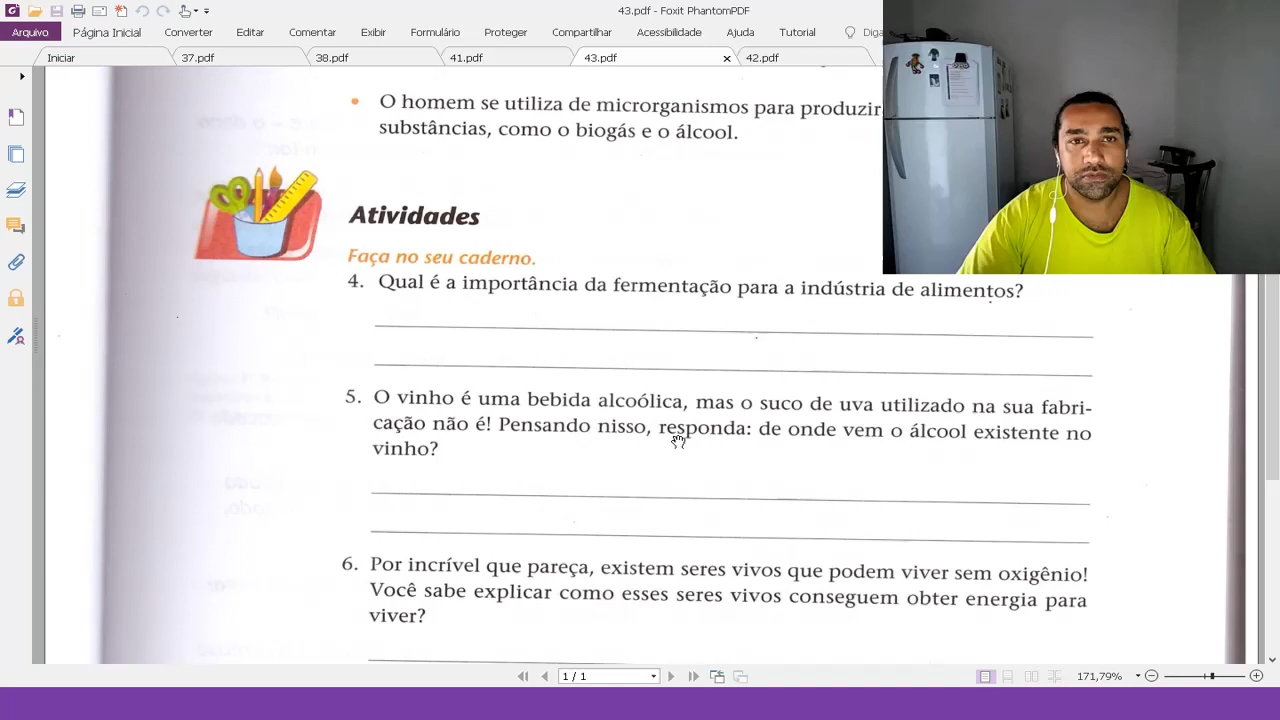 43.pdf - Foxit PhantomPDF
Arquivo Página Inicial Converter Editar Comentar Exibir Formulário Proteger Compartilhar Acessibilidade Ajuda Tutorial Diga
Iniciar 37.pdf 38.pdf 41.pdf 43.pdf 42.pdf
O homem se utiliza de microrganismos para produzir
substâncias, como o biogás e o álcool.
Atividades
Faça no seu caderno.
4. Qual é a importância da fermentação para a indústria de alimentos?
5. O vinho é uma bebida alcoólica, mas o suco de uva utilizado na sua fabri-
cação não é! Pensando nisso, responda: de onde vem o álcool existente no
vinho?
6. Por incrível que pareça, existem seres vivos que podem viver sem oxigênio!
Você sabe explicar como esses seres vivos conseguem obter energia para
viver?
1 / 1 171,79%